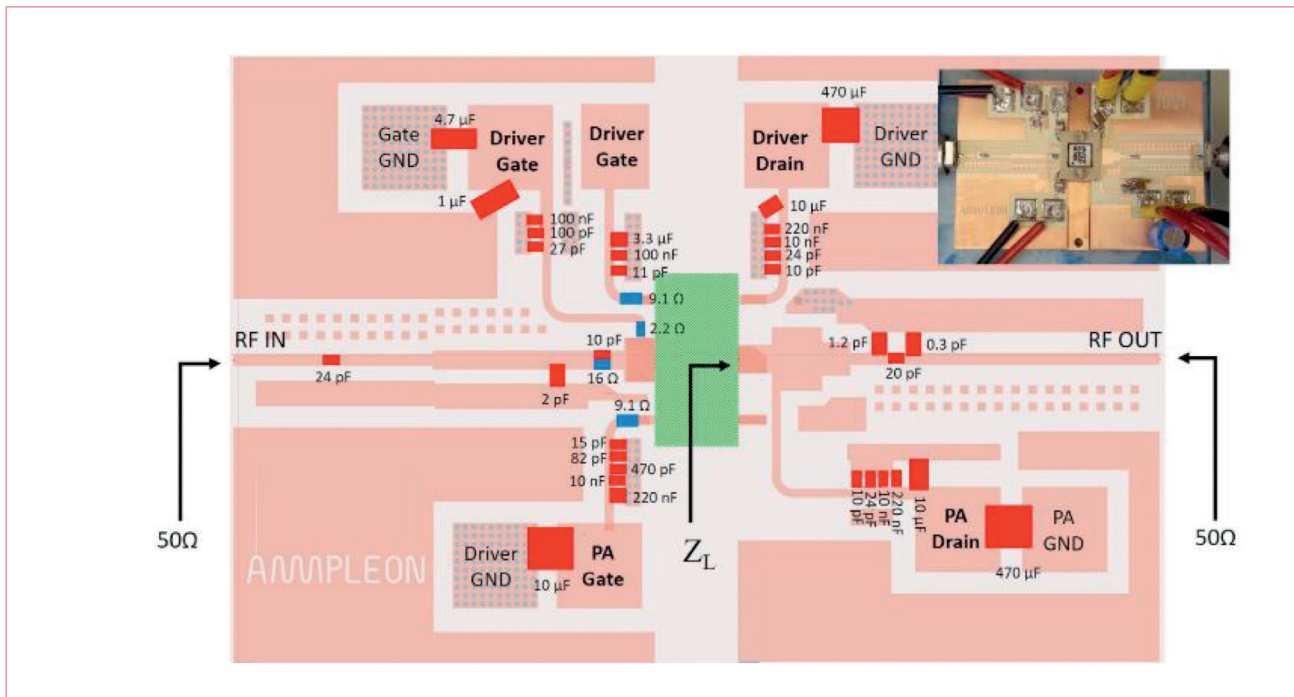 470 µF
4.7 µF
Gate
GND
Driver
Gate
Driver
Gate
Driver
Drain
Driver
GND
1 µF
100 nF
100 pF
27 pF
3.3 µF
100 nF
11 pF
10 µF
220 nF
10 nF
24 pF
10 pF
9.1 Ω
2.2 Ω
RF IN
10 pF
1.2 pF
0.3 pF
RF OUT
24 pF
16 Ω
20 pF
2 pF
9.1 Ω
15 pF
82 pF
470 pF
10 nF
220 nF
10 pF
24 pF
10 nF
220 nF
10 µF
50Ω
AMPLEON
Driver
GND
10 µF
PA
Gate
ZL
PA
Drain
PA
GND
470 µF
50Ω